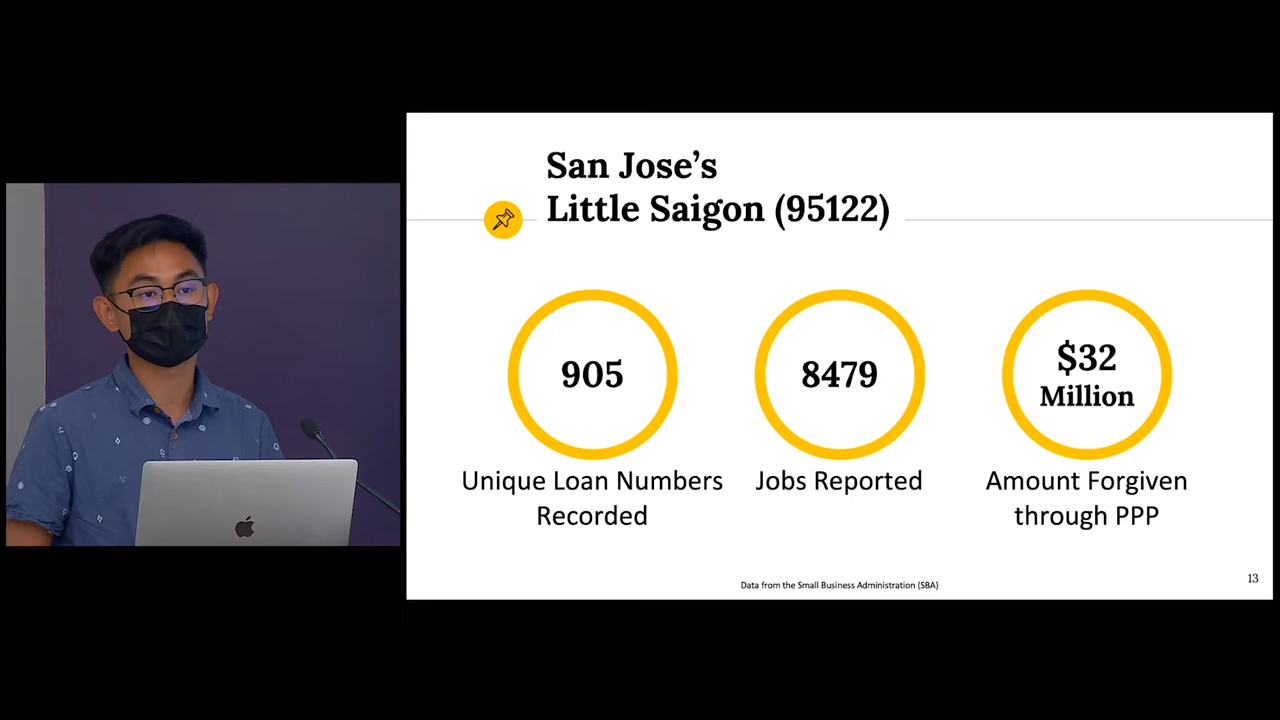 San Jose’s
Little Saigon (95122)
905
8479
$32
Million
Unique Loan Numbers
Recorded
Jobs Reported
Amount Forgiven
through PPP
Data from the Small Business Administration (SBA)
13